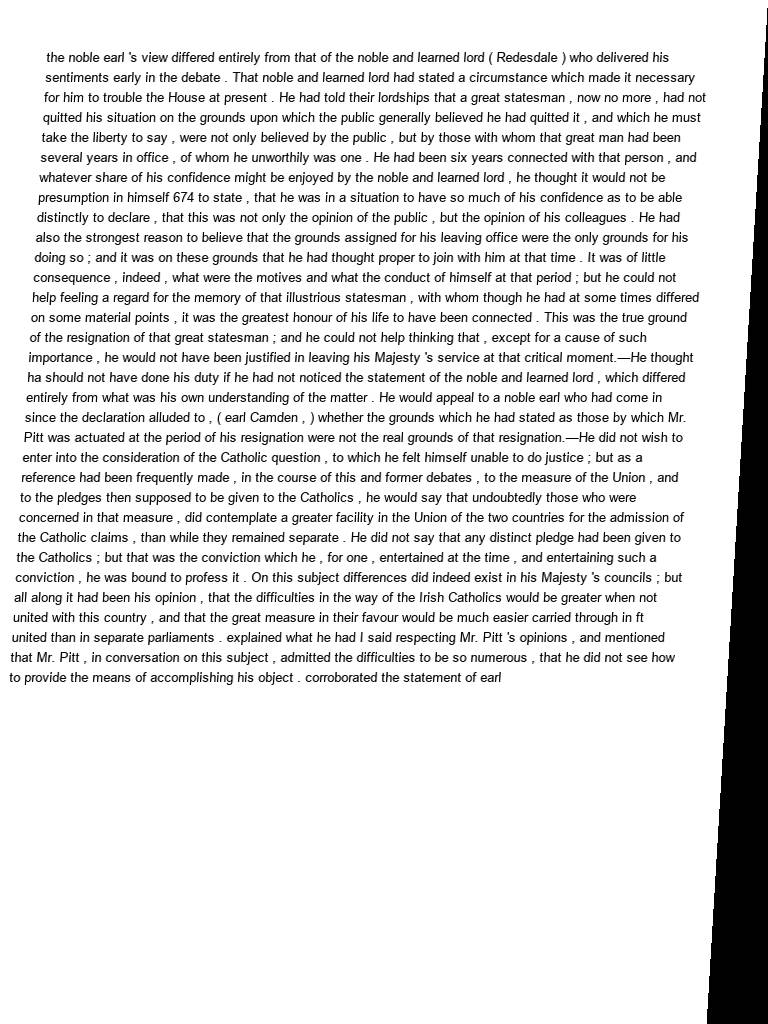 the noble earl 's view differed entirely from that of the noble and learned lord ( Redesdale ) who delivered his
sentiments early in the debate . That noble and learned lord had stated a circumstance which made it necessary
for him to trouble the House at present . He had told their lordships that a great statesman , now no more , had not
quitted his situation on the grounds upon which the public generally believed he had quitted it , and which he must
take the liberty to say , were not only believed by the public , but by those with whom that great man had been
several years in office , of whom he unworthily was one . He had been six years connected with that person , and
whatever share of his confidence might be enjoyed by the noble and learned lord , he thought it would not be
presumption in himself 674 to state , that he was in a situation to have so much of his confidence as to be able
distinctly to declare , that this was not only the opinion of the public , but the opinion of his colleagues . He had
also the strongest reason to believe that the grounds assigned for his leaving office were the only grounds for his
doing so ; and it was on these grounds that he had thought proper to join with him at that time . It was of little
consequence , indeed , what were the motives and what the conduct of himself at that period ; but he could not
help feeling a regard for the memory of that illustrious statesman , with whom though he had at some times differed
on some material points , it was the greatest honour of his life to have been connected . This was the true ground
of the resignation of that great statesman ; and he could not help thinking that , except for a cause of such
importance , he would not have been justified in leaving his Majesty 's service at that critical moment.—He thought
ha should not have done his duty if he had not noticed the statement of the noble and learned lord , which differed
entirely from what was his own understanding of the matter . He would appeal to a noble earl who had come in
since the declaration alluded to , ( earl Camden , ) whether the grounds which he had stated as those by which Mr.
Pitt was actuated at the period of his resignation were not the real grounds of that resignation.—He did not wish to
enter into the consideration of the Catholic question , to which he felt himself unable to do justice ; but as a
reference had been frequently made , in the course of this and former debates , to the measure of the Union , and
to the pledges then supposed to be given to the Catholics , he would say that undoubtedly those who were
concerned in that measure , did contemplate a greater facility in the Union of the two countries for the admission of
the Catholic claims , than while they remained separate . He did not say that any distinct pledge had been given to
the Catholics ; but that was the conviction which he , for one , entertained at the time , and entertaining such a
conviction , he was bound to profess it . On this subject differences did indeed exist in his Majesty 's councils ; but
all along it had been his opinion , that the difficulties in the way of the Irish Catholics would be greater when not
united with this country , and that the great measure in their favour would be much easier carried through in ft
united than in separate parliaments . explained what he had I said respecting Mr. Pitt 's opinions , and mentioned
that Mr. Pitt , in conversation on this subject , admitted the difficulties to be so numerous , that he did not see how
to provide the means of accomplishing his object . corroborated the statement of earl